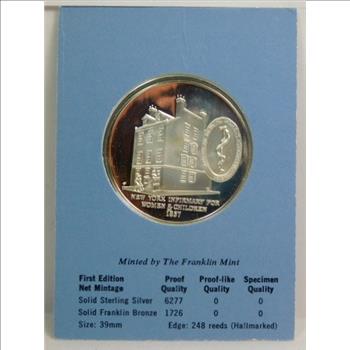 NEW YORK INFIRMARY FOR
WOMEN & CHILDREN
1857
Minted by The Franklin Mint
First Edition Proof Proof-like Specimen
Net Mintage Quality Quality Quality
Solid Sterling Silver 6277 0 0
Solid Franklin Bronze 1726 0 0
Size: 39mm Edge: 248 reeds (Hallmarked)